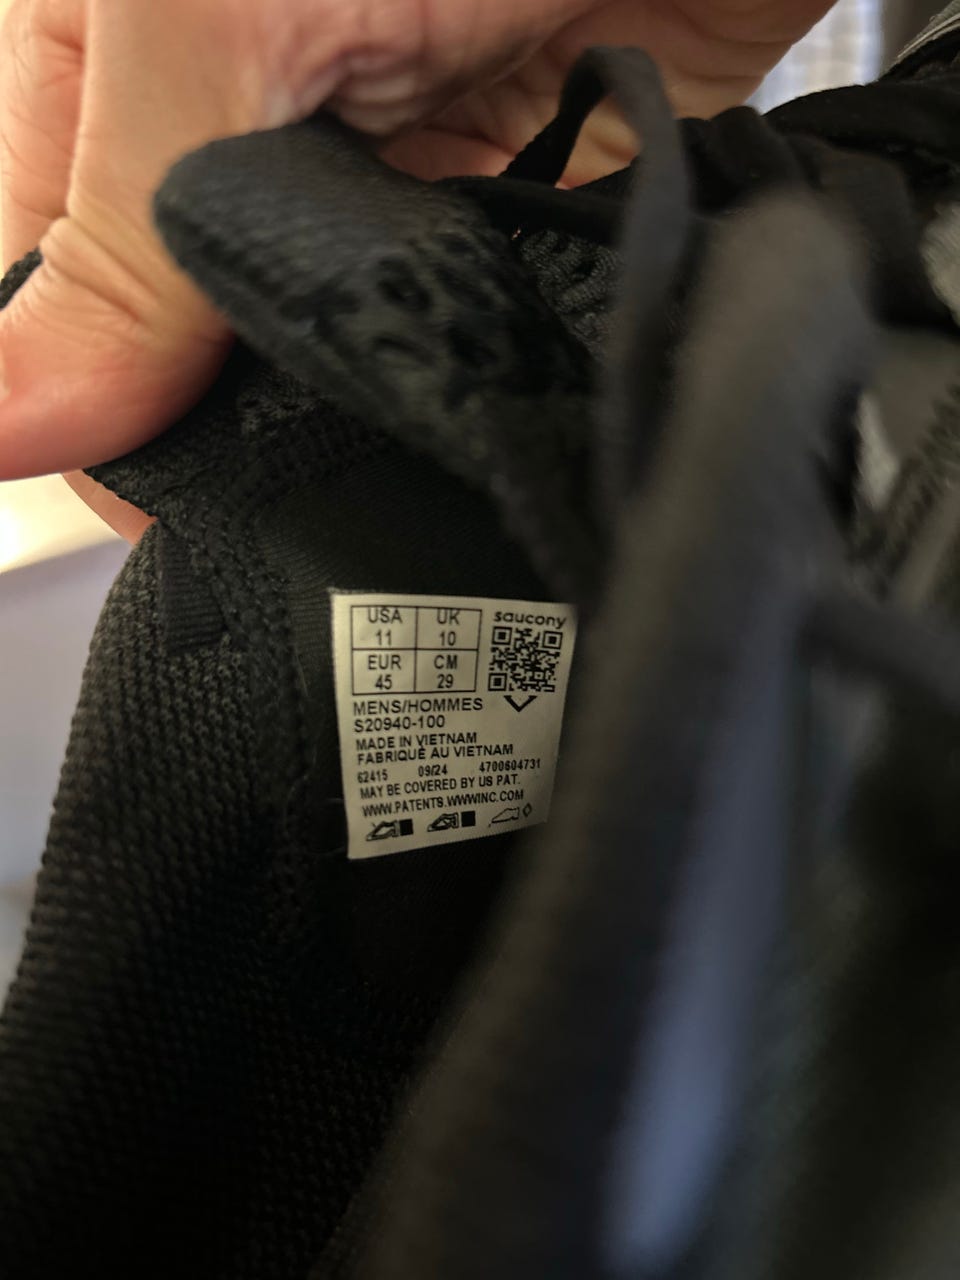 USA UK
11 10
EUR CM
45 29
saucony
MENS/HOMMES
S20940-100
MADE IN VIETNAM
FABRIQUÉ AU VIETNAM
62415 09/24 4700604731
MAY BE COVERED BY US PAT.
WWW.PATENTS.WWWINC.COM